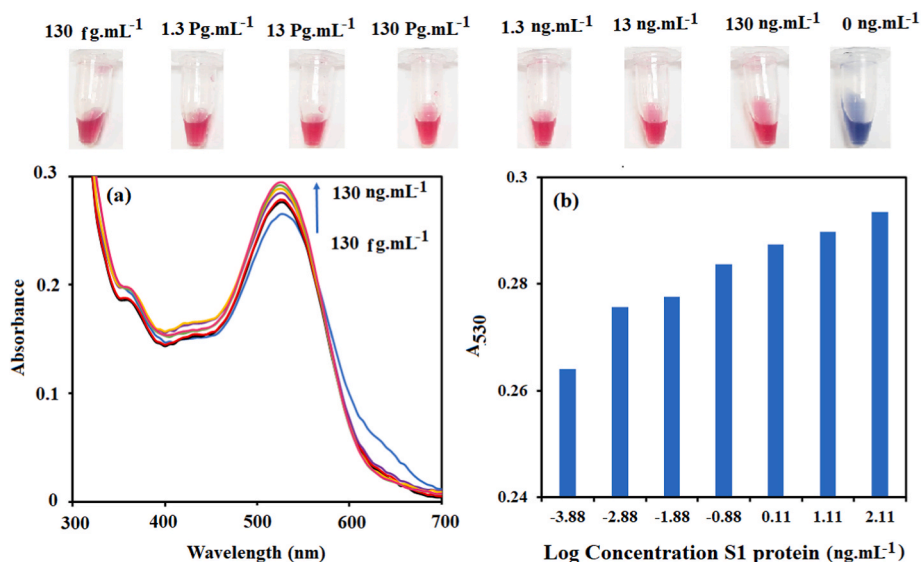 130 fg.mL-1 1.3 Pg.mL-1 13 Pg.mL-1 130 Pg.mL-1 1.3 ng.mL-1 13 ng.mL-1 130 ng.mL-1 0 ng.mL-1
(a)
130 ng.mL-1
130 fg.mL-1
Absorbance
0.3
0.2
0.1
0
300 400 500 600 700
Wavelength (nm)
(b)
A530
0.3
0.28
0.26
0.24
-3.88 -2.88 -1.88 -0.88 0.11 1.11 2.11
Log Concentration S1 protein (ng.mL-1)